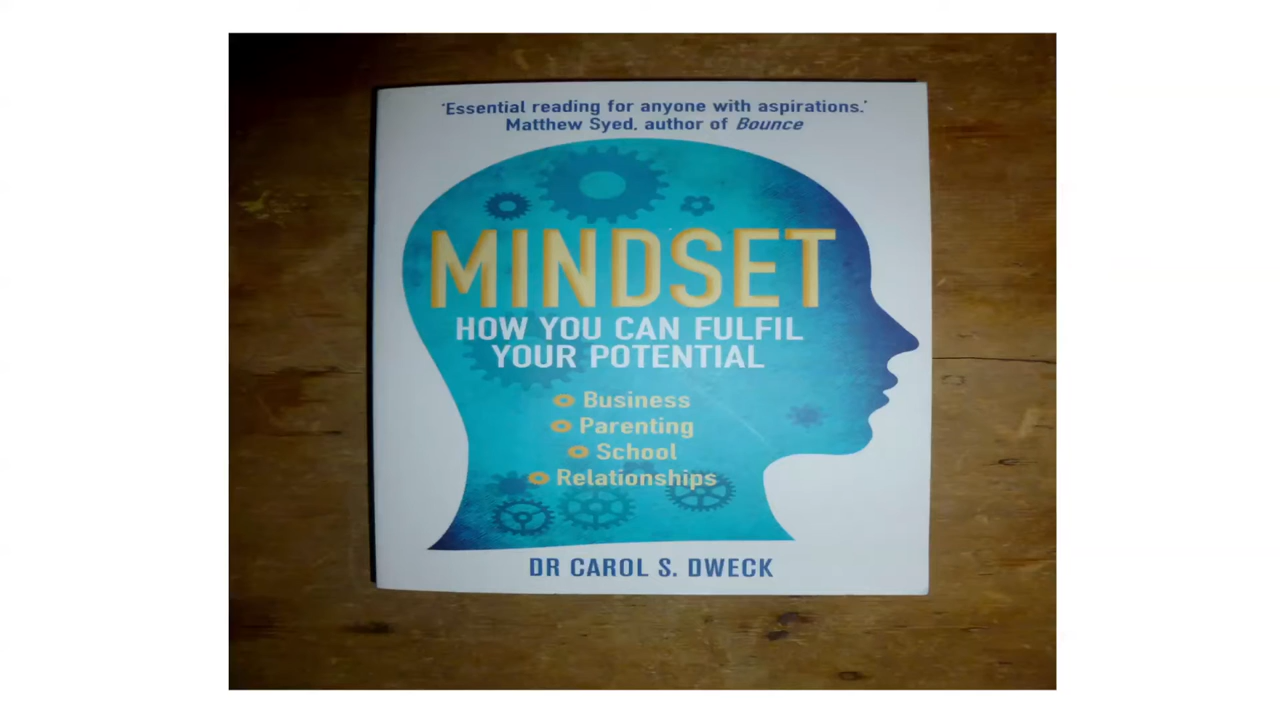 'Essential reading for anyone with aspirations.'
Matthew Syed, author of Bounce
MINDSET
HOW YOU CAN FULFIL
YOUR POTENTIAL
Business
Parenting
School
Relationships
DR CAROL S. DWECK